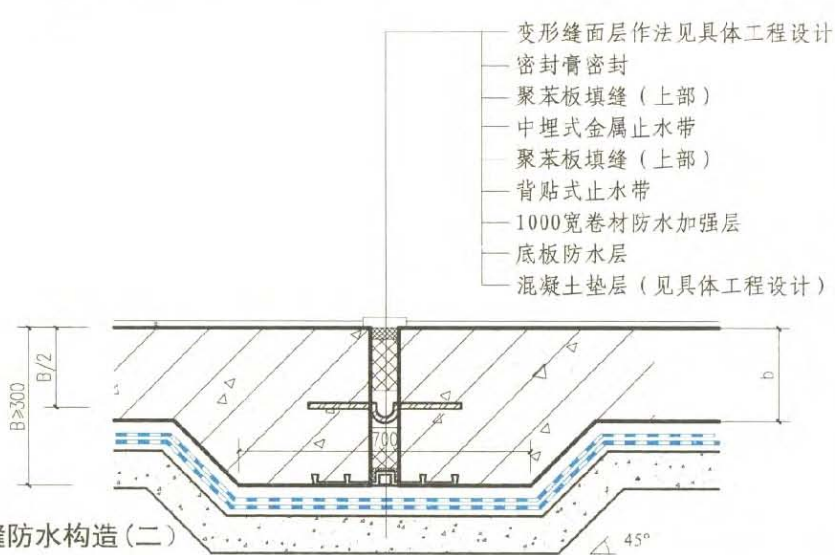 变形缝面层作法见具体工程设计
密封膏密封
聚苯板填缝（上部）
中埋式金属止水带
聚苯板填缝（上部）
背贴式止水带
1000宽卷材防水加强层
底板防水层
混凝土垫层（见具体工程设计）
B/2
B≥300
b
700
45°
缝防水构造(二)